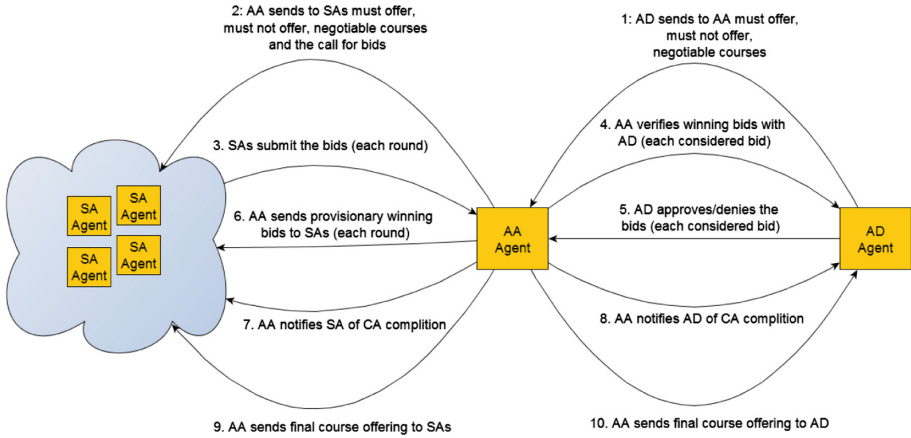 2: AA sends to SAs must offer,
must not offer, negotiable courses
and the call for bids
1: AD sends to AA must offer,
must not offer,
negotiable courses
3. SAs submit the bids (each round)
4. AA verifies winning bids with
AD (each considered bid)
SA
Agent
SA
Agent
SA
Agent
SA
Agent
6. AA sends provisionary winning
bids to SAs (each round)
AA
Agent
5. AD approves/denies the
bids (each considered bid)
AD
Agent
7. AA notifies SA of CA complition
8. AA notifies AD of CA complition
9. AA sends final course offering to SAs
10. AA sends final course offering to AD